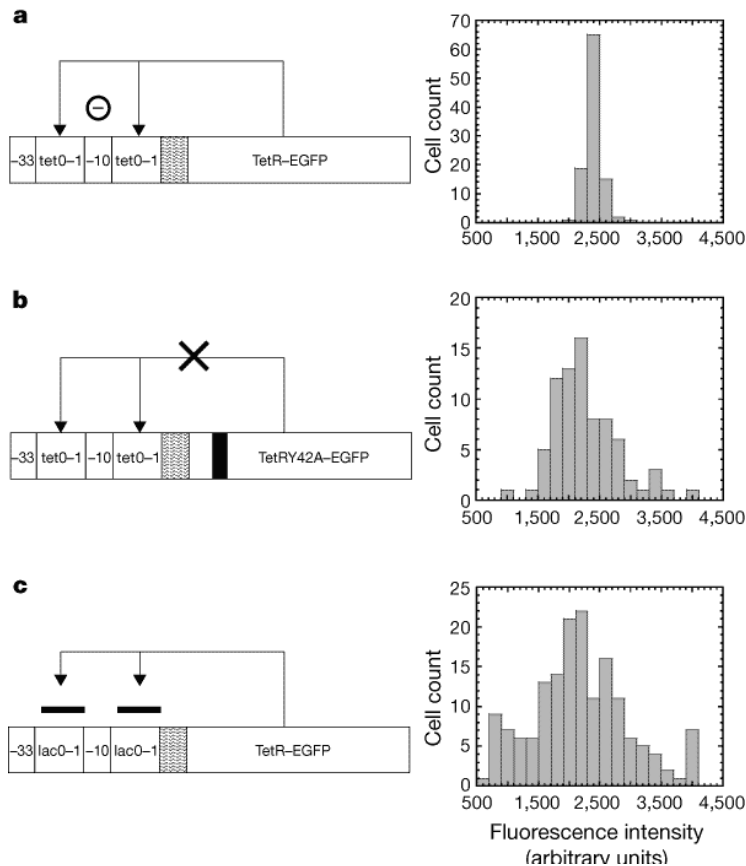 a
–33 tet0–1 –10 tet0–1 TetR–EGFP
70
60
50
40
30
20
10
0
Cell count
500 1,500 2,500 3,500 4,500
b
–33 tet0–1 –10 tet0–1 TetRY42A–EGFP
20
15
10
5
0
Cell count
500 1,500 2,500 3,500 4,500
c
–33 lac0–1 –10 lac0–1 TetR–EGFP
25
20
15
10
5
0
Cell count
500 1,500 2,500 3,500 4,500
Fluorescence intensity
(arbitrary units)